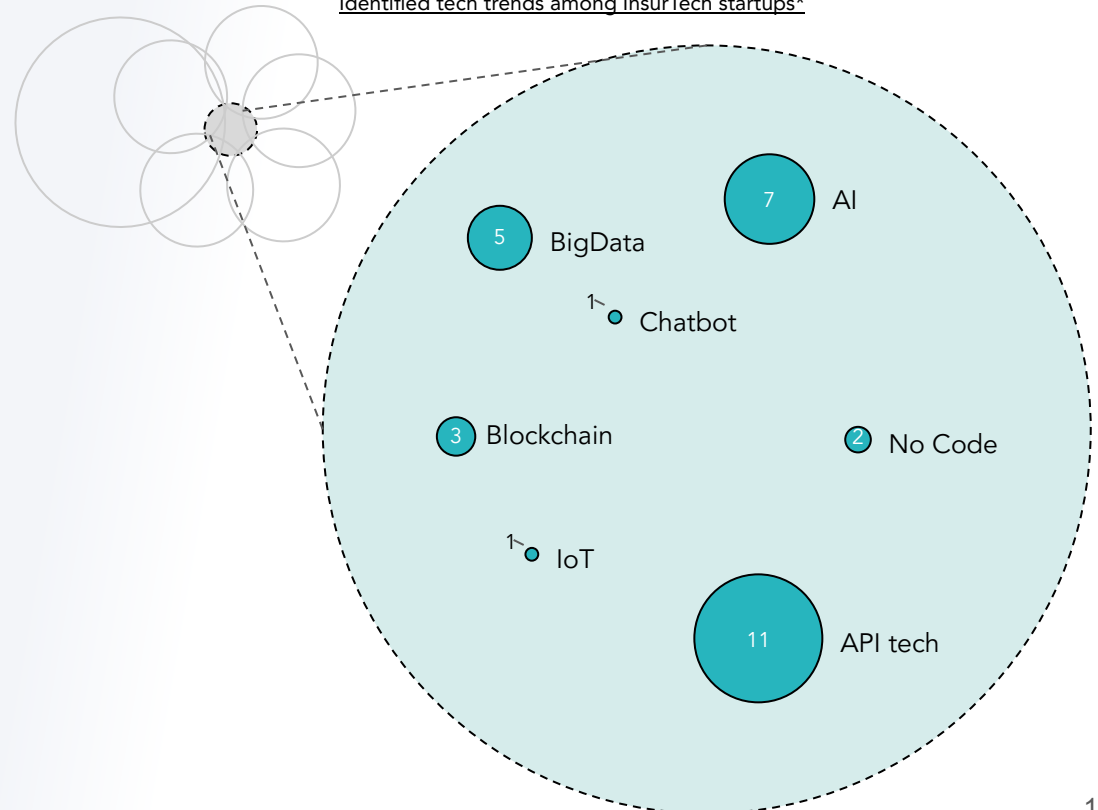 Identified tech trends among InsurTech startups*
7
AI
5
BigData
1
Chatbot
3
Blockchain
2
No Code
1
IoT
11
API tech
1